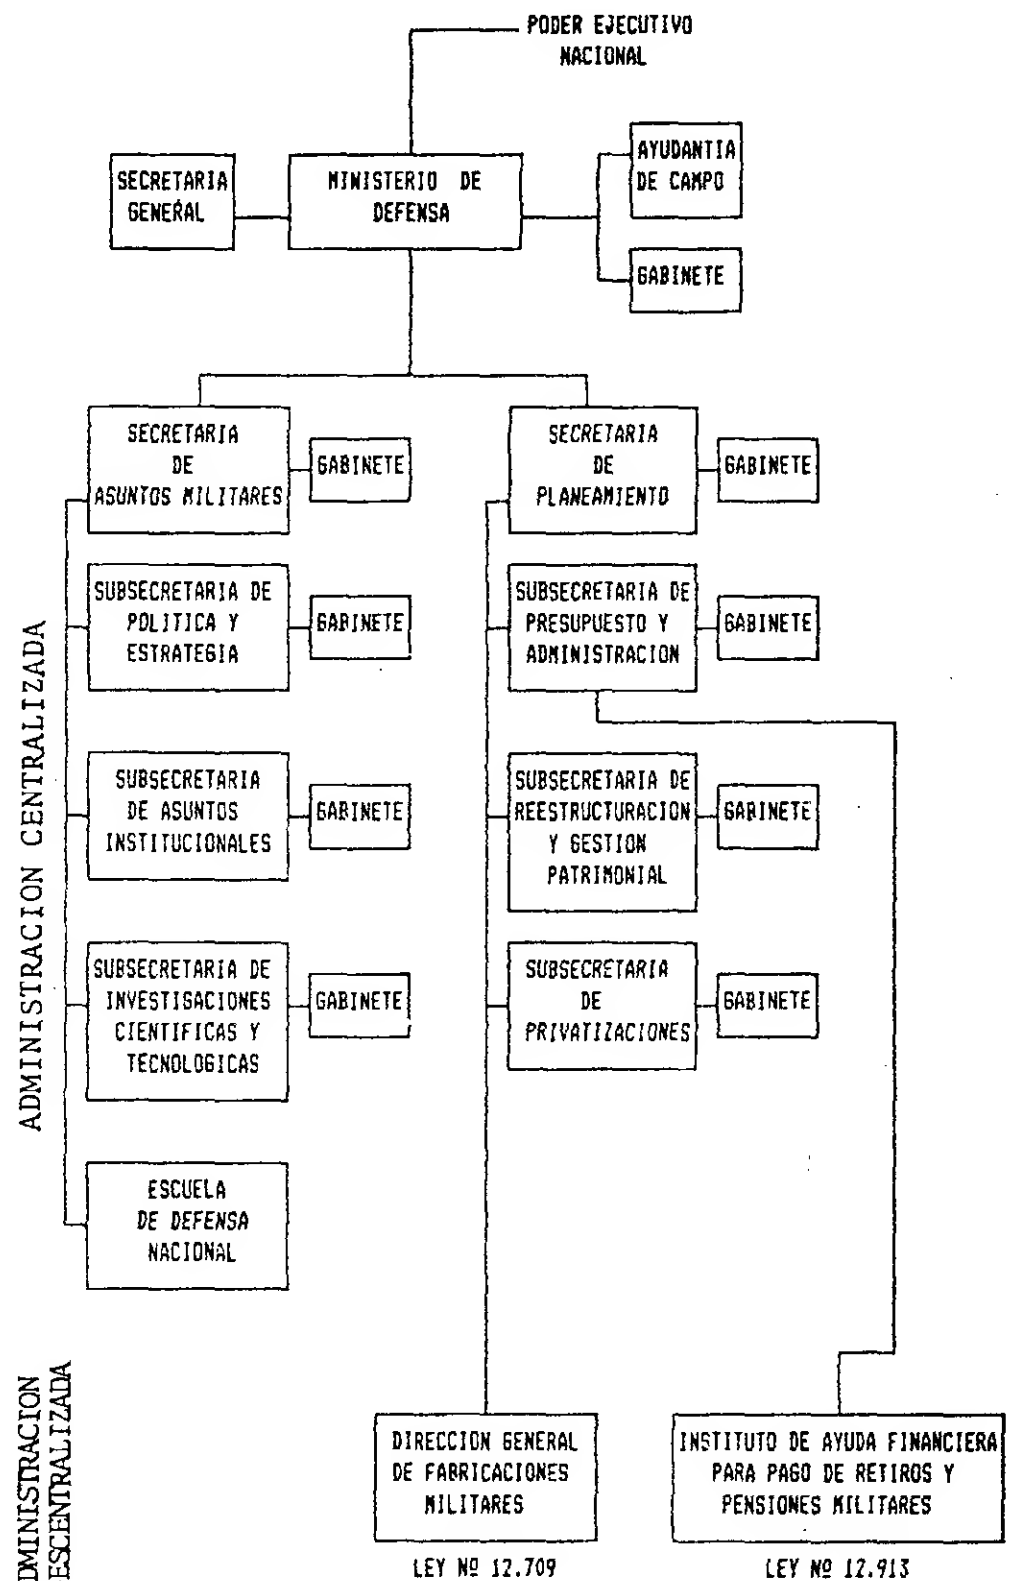 PODER EJECUTIVO
NACIONAL
SECRETARIA
GENERAL
MINISTERIO DE
DEFENSA
AYUDANTIA
DE CAMPO
GABINETE
SECRETARIA
DE
ASUNTOS MILITARES
GABINETE
SECRETARIA
DE
PLANEAMIENTO
GABINETE
SUBSECRETARIA DE
POLITICA Y
ESTRATEGIA
GABINETE
SUBSECRETARIA DE
PRESUPUESTO Y
ADMINISTRACION
GABINETE
SUBSECRETARIA
DE ASUNTOS
INSTITUCIONALES
GABINETE
SUBSECRETARIA DE
REESTRUCTURACION
Y GESTION
PATRIMONIAL
GABINETE
SUBSECRETARIA DE
INVESTIGACIONES
CIENTIFICAS Y
TECNOLOGICAS
GABINETE
SUBSECRETARIA
DE
PRIVATIZACIONES
GABINETE
ESCUELA
DE DEFENSA
NACIONAL
ADMINISTRACION CENTRALIZADA
DMINISTRACION
ESCENTRALIZADA
DIRECCION GENERAL
DE FABRICACIONES
MILITARES
LEY Nº 12.709
INSTITUTO DE AYUDA FINANCIERA
PARA PAGO DE RETIROS Y
PENSIONES MILITARES
LEY Nº 12.913